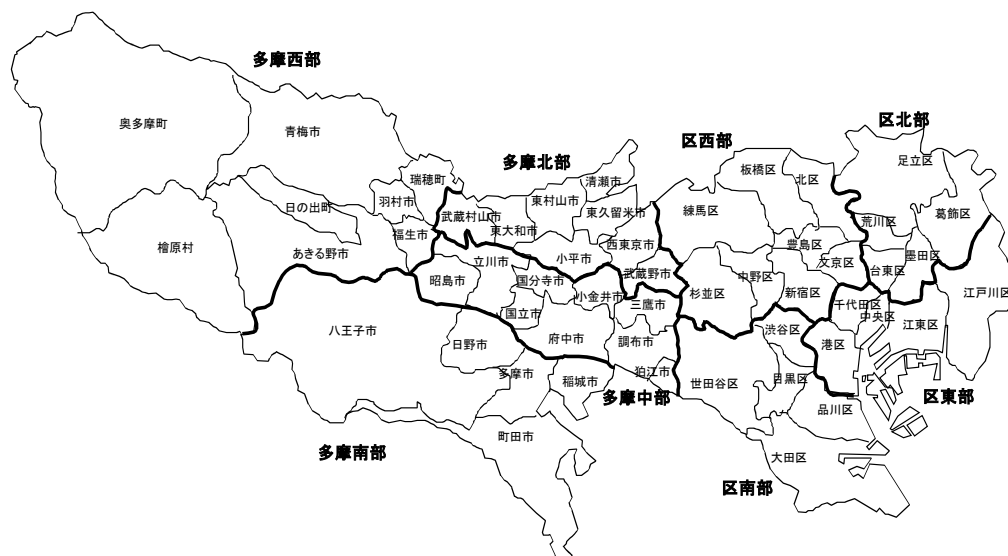 多摩西部
区北部
奥多摩町
青梅市
多摩北部
区西部
足立区
瑞穂町
清瀬市
板橋区
北区
羽村市
東村山市
日の出町
武蔵村山市
東久留米市
練馬区
荒川区
葛飾区
福生市
東大和市
檜原村
あきる野市
西東京市
豊島区
小平市
文京区
墨田区
立川市
台東区
昭島市
国分寺市
武蔵野市
中野区
小金井市
杉並区
新宿区
江戸川区
千代田区
三鷹市
国立市
中央区
八王子市
江東区
渋谷区
日野市
府中市
調布市
港区
多摩市
狛江市
稲城市
世田谷区
目黒区
多摩中部
区東部
品川区
町田市
多摩南部
大田区
区南部